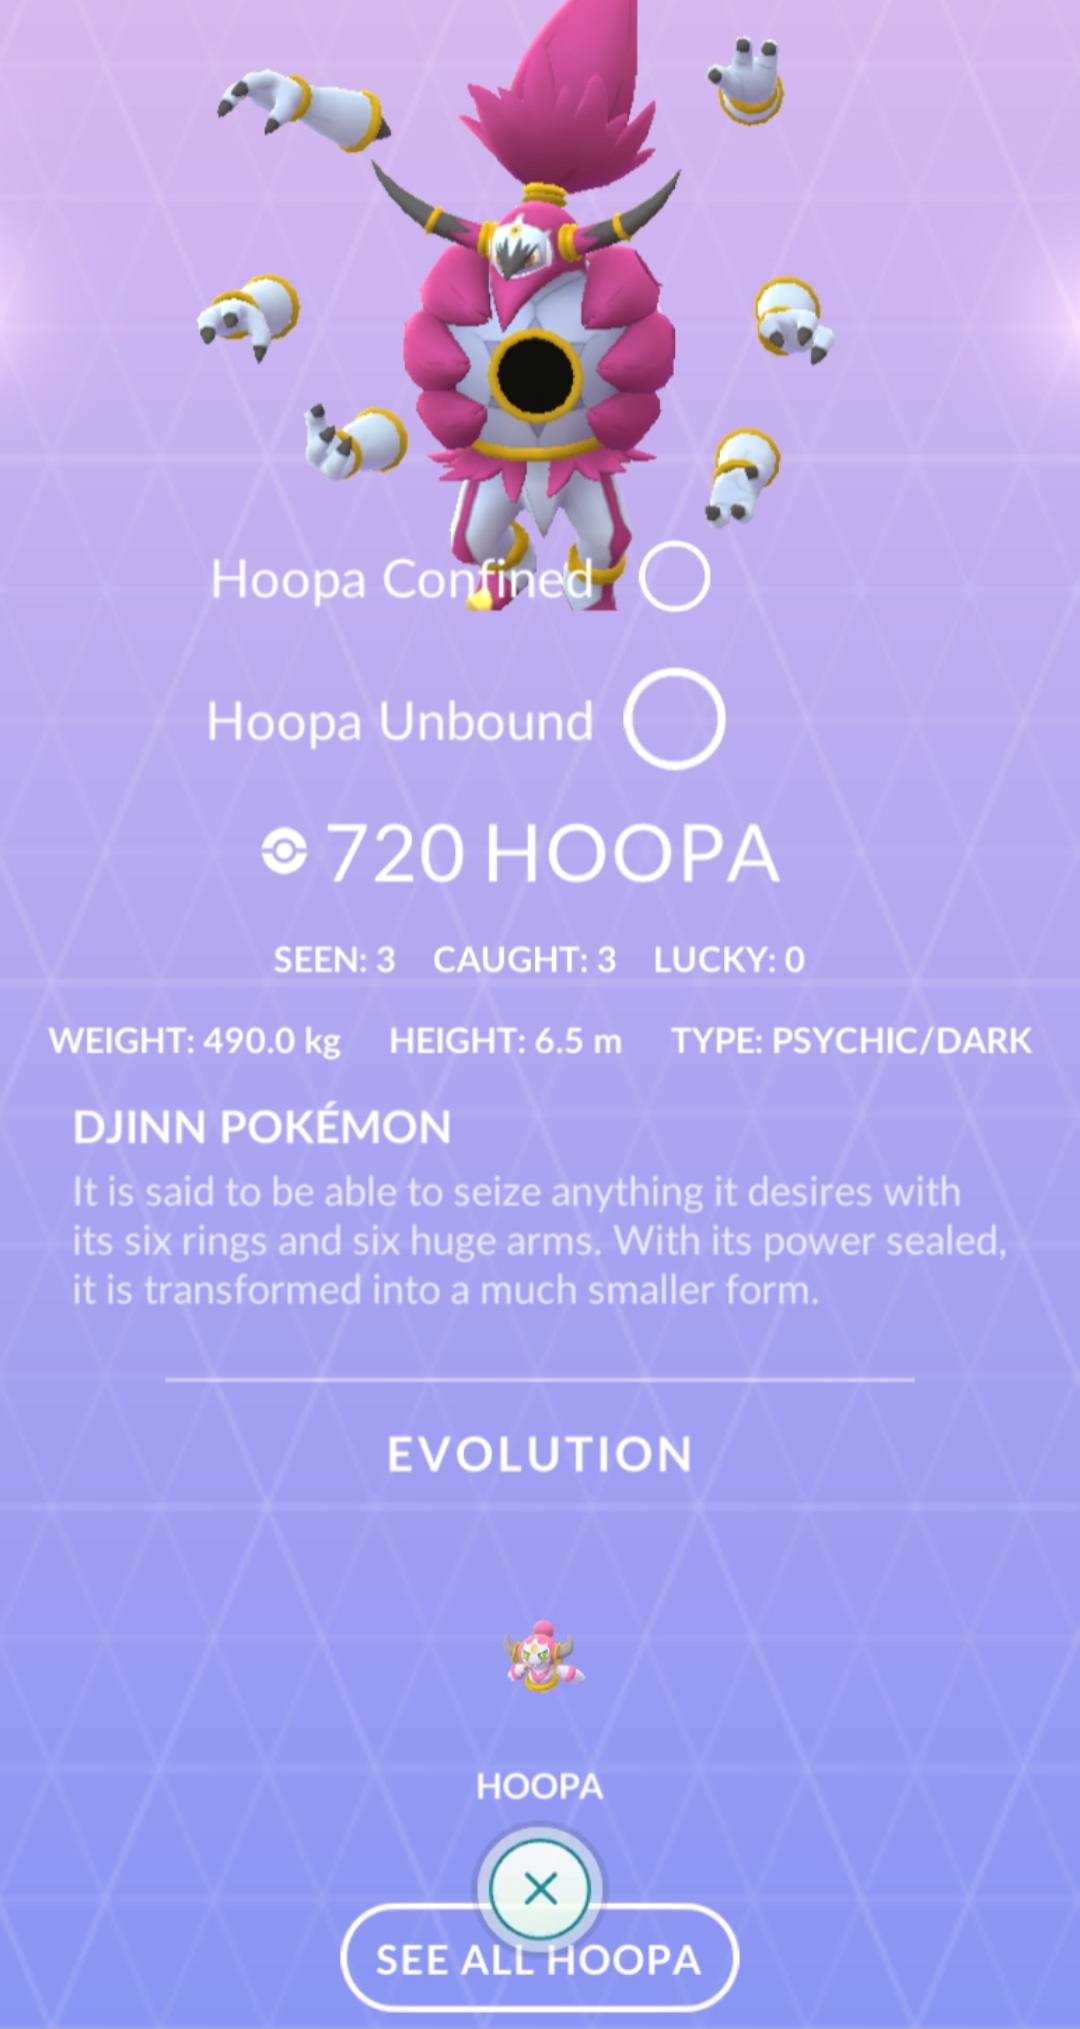 Hoopa Confined
Hoopa Unbound
720 HOOPA
SEEN: 3 CAUGHT: 3 LUCKY: 0
WEIGHT: 490.0 kg HEIGHT: 6.5 m TYPE: PSYCHIC/DARK
DJINN POKÉMON
It is said to be able to seize anything it desires with
its six rings and six huge arms. With its power sealed,
it is transformed into a much smaller form.
EVOLUTION
HOOPA
SEE ALL HOOPA